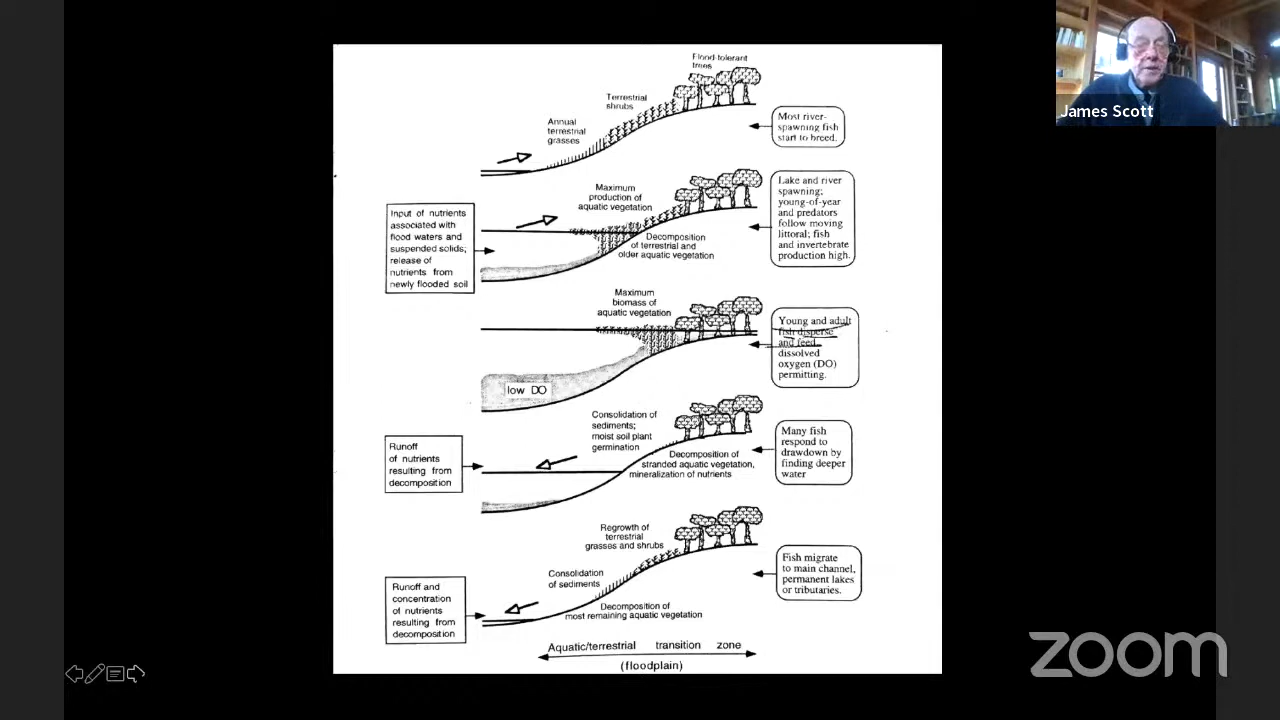 James Scott
Flood-tolerant
trees
Terrestrial
shrubs
Annual
terrestrial
grasses
Most river-
spawning fish
start to breed.
Maximum
production of
aquatic vegetation
Input of nutrients
associated with
flood waters and
suspended solids;
release of
nutrients from
newly flooded soil
Decomposition
of terrestrial and
older aquatic vegetation
Lake and river
spawning;
young-of-year
and predators
follow moving
littoral; fish
and invertebrate
production high.
Maximum
biomass of
aquatic vegetation
low DO
Young and adult
fish disperse
and feed
dissolved
oxygen (DO)
permitting.
Consolidation of
sediments;
moist soil plant
germination
Runoff
of nutrients
resulting from
decomposition
Decomposition of
stranded aquatic vegetation,
mineralization of nutrients
Many fish
respond to
drawdown by
finding deeper
water
Regrowth of
terrestrial
grasses and shrubs
Consolidation
of sediments
Runoff and
concentration
of nutrients
resulting from
decomposition
Decomposition of
most remaining aquatic vegetation
Fish migrate
to main channel,
permanent lakes
or tributaries.
Aquatic/terrestrial transition zone
(floodplain)
zoom